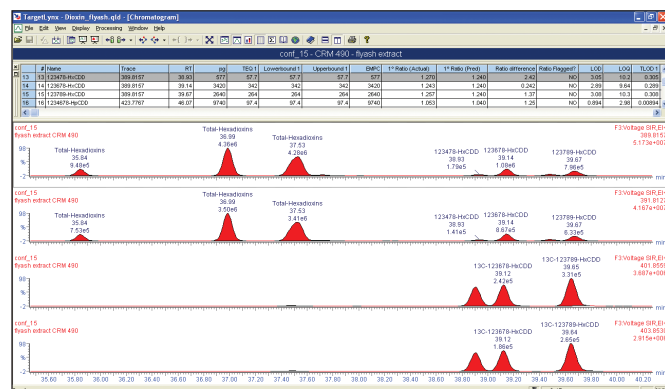 TargetLynx - Dioxin_flyash.qld - [Chromatogram]
File Edit View Display Processing Window Help
conf_15 - CRM 490 - flyash extract
# Name Trace RT pg TEQ 1 Lowerbound 1 Upperbound 1 EMPC 1° Ratio (Actual) 1° Ratio (Pred) Ratio difference Ratio Flagged? LOD LOQ TLOD 1
13 13 123478-HxCDD 389.8157 38.93 577 57.7 57.7 57.7 577 1.270 1.240 2.42 NO 3.05 10.2 0.305
14 14 123678-HxCDD 389.8157 39.14 3420 342 342 342 3420 1.243 1.240 0.242 NO 2.89 9.64 0.289
15 15 123789-HxCDD 389.8157 39.67 2640 264 264 264 2640 1.257 1.240 1.37 NO 3.08 10.3 0.308
16 16 1234678-HpCDD 423.7767 46.07 9740 97.4 97.4 97.4 9740 1.053 1.040 1.25 NO 0.894 2.98 0.00894
conf_15
flyash extract CRM 490
F3:Voltage SIR,EI+
389.8152
5.173e+007
Total-Hexadioxins
35.84
9.48e5
Total-Hexadioxins
36.99
4.36e6
Total-Hexadioxins
37.53
4.28e6
123478-HxCDD
38.93
1.79e5
123678-HxCDD
39.14
1.08e6
123789-HxCDD
39.67
7.96e5
98
%
-2
min
conf_15
flyash extract CRM 490
F3:Voltage SIR,EI+
391.8127
4.167e+007
Total-Hexadioxins
35.84
7.53e5
Total-Hexadioxins
36.99
3.50e6
Total-Hexadioxins
37.53
3.41e6
123478-HxCDD
38.93
1.41e5
123678-HxCDD
39.14
8.67e5
123789-HxCDD
39.67
6.33e5
98
%
-2
min
conf_15
flyash extract CRM 490
F3:Voltage SIR,EI+
401.8559
3.687e+006
13C-123678-HxCDD
39.12
2.42e5
13C-123789-HxCDD
39.65
3.31e5
98
%
-2
min
conf_15
flyash extract CRM 490
F3:Voltage SIR,EI+
403.8530
2.915e+006
13C-123678-HxCDD
39.12
1.86e5
13C-123789-HxCDD
39.64
2.65e5
98
%
-2
min
35.60 35.80 36.00 36.20 36.40 36.60 36.80 37.00 37.20 37.40 37.60 37.80 38.00 38.20 38.40 38.60 38.80 39.00 39.20 39.40 39.60 39.80 40.00 40.20